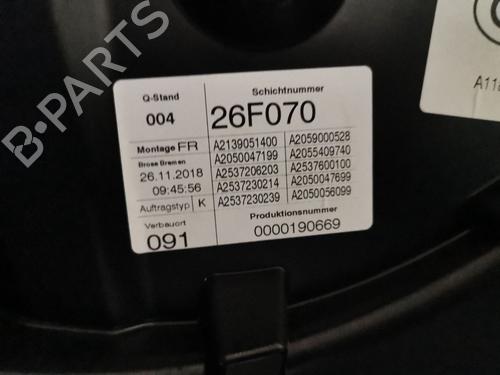 Q-Stand
004
Schichtnummer
26F070
Montage FR
Brose Bremen
26.11.2018
09:45:56
Auftragstyp K
Verbauort
091
A2139051400 A2059000528
A2050047199 A2055409740
A2537206203 A2537600100
A2537230214 A2050047699
A2537230239 A2050056099
Produktionsnummer
0000190669
B-PARTS